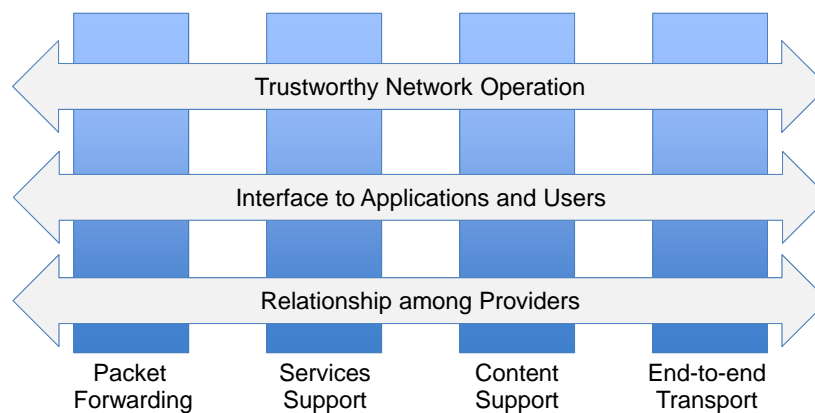 Trustworthy Network Operation
Interface to Applications and Users
Relationship among Providers
Packet
Forwarding
Services
Support
Content
Support
End-to-end
Transport